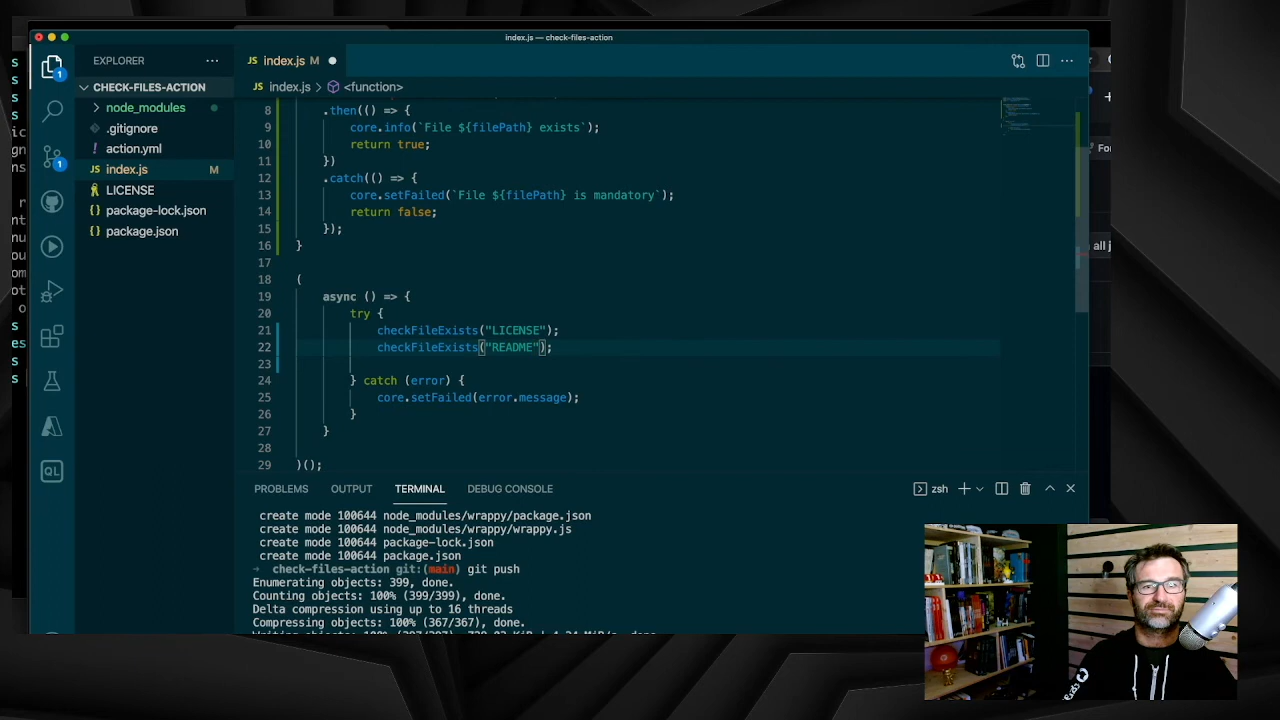 index.js — check-files-action
EXPLORER
JS index.js M
CHECK-FILES-ACTION
JS index.js > <function>
node_modules
.gitignore
! action.yml
JS index.js M
LICENSE
{} package-lock.json
{} package.json
8 .then(() => {
9 core.info(`File ${filePath} exists`);
10 return true;
11 })
12 .catch(() => {
13 core.setFailed(`File ${filePath} is mandatory`);
14 return false;
15 });
16 }
17
18 (
19 async () => {
20 try {
21 checkFileExists("LICENSE");
22 checkFileExists("README");
23
24 } catch (error) {
25 core.setFailed(error.message);
26 }
27 }
28
29 )();
1
1
QL
PROBLEMS OUTPUT TERMINAL DEBUG CONSOLE
zsh
create mode 100644 node_modules/wrappy/package.json
create mode 100644 node_modules/wrappy/wrappy.js
create mode 100644 package-lock.json
create mode 100644 package.json
→ check-files-action git:(main) git push
Enumerating objects: 399, done.
Counting objects: 100% (399/399), done.
Delta compression using up to 16 threads
Compressing objects: 100% (367/367), done.